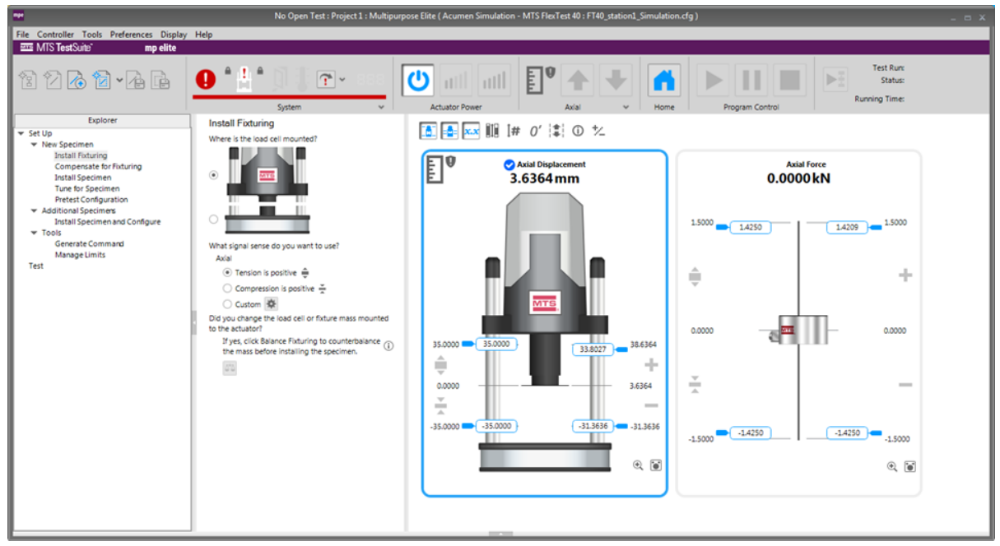 mpe
No Open Test : Project 1 : Multipurpose Elite ( Acumen Simulation - MTS FlexTest 40 : FT40_station1_Simulation.cfg )
File Controller Tools Preferences Display Help
MTS TestSuite™ mp elite
System
Actuator Power
Axial
Home
Program Control
Test Run:
Status:
Running Time:
Explorer
Set Up
New Specimen
Install Fixturing
Compensate for Fixturing
Install Specimen
Tune for Specimen
Pretest Configuration
Additional Specimens
Install Specimen and Configure
Tools
Generate Command
Manage Limits
Test
Install Fixturing
Where is the load cell mounted?
MTS
What signal sense do you want to use?
Axial
Tension is positive
Compression is positive
Custom
Did you change the load cell or fixture mass mounted
to the actuator?
If yes, click Balance Fixturing to counterbalance
the mass before installing the specimen.
x.x
Axial Displacement
3.6364 mm
MTS
35.0000 35.0000 33.8027 38.6364
0.0000 3.6364
-35.0000 -35.0000 -31.3636 -31.3636
Axial Force
0.0000 kN
1.5000 1.4250 1.4209 1.5000
0.0000 MTS 0.0000
-1.5000 -1.4250 -1.4250 -1.5000